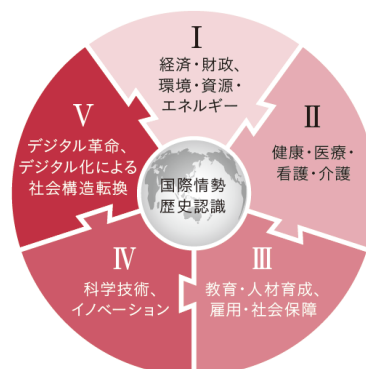 I
経済・財政、
環境・資源・
エネルギー
II
健康・医療・
看護・介護
III
教育・人材育成、
雇用・社会保障
IV
科学技術、
イノベーション
V
デジタル革命、
デジタル化による
社会構造転換
国際情勢
歴史認識